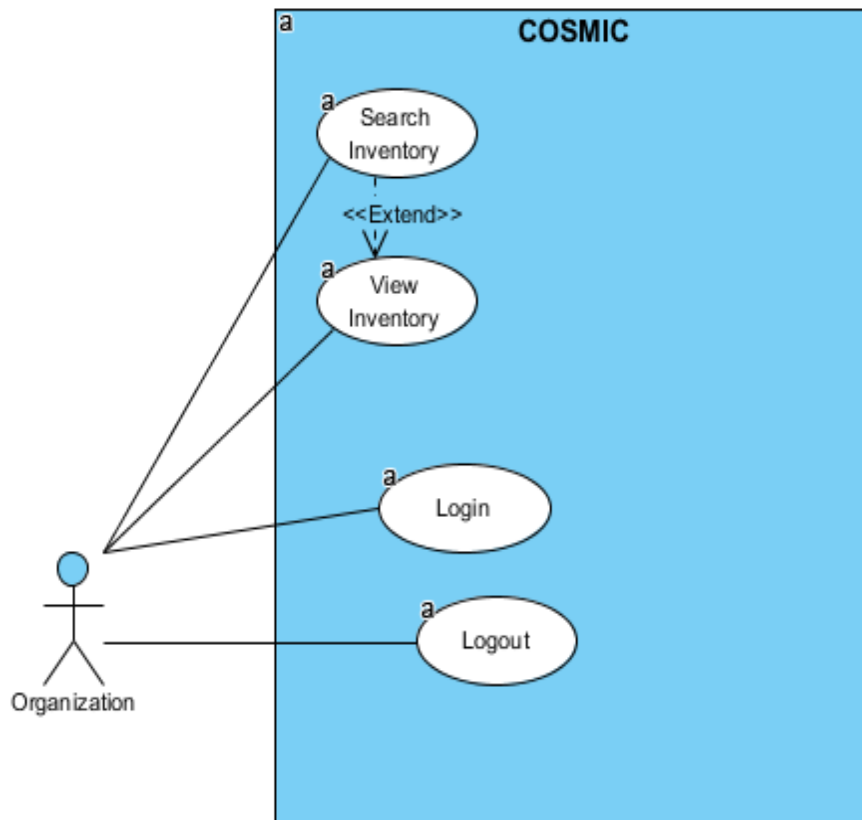 a
COSMIC
a
Search
Inventory
<<Extend>>
a
View
Inventory
a
Login
a
Logout
Organization